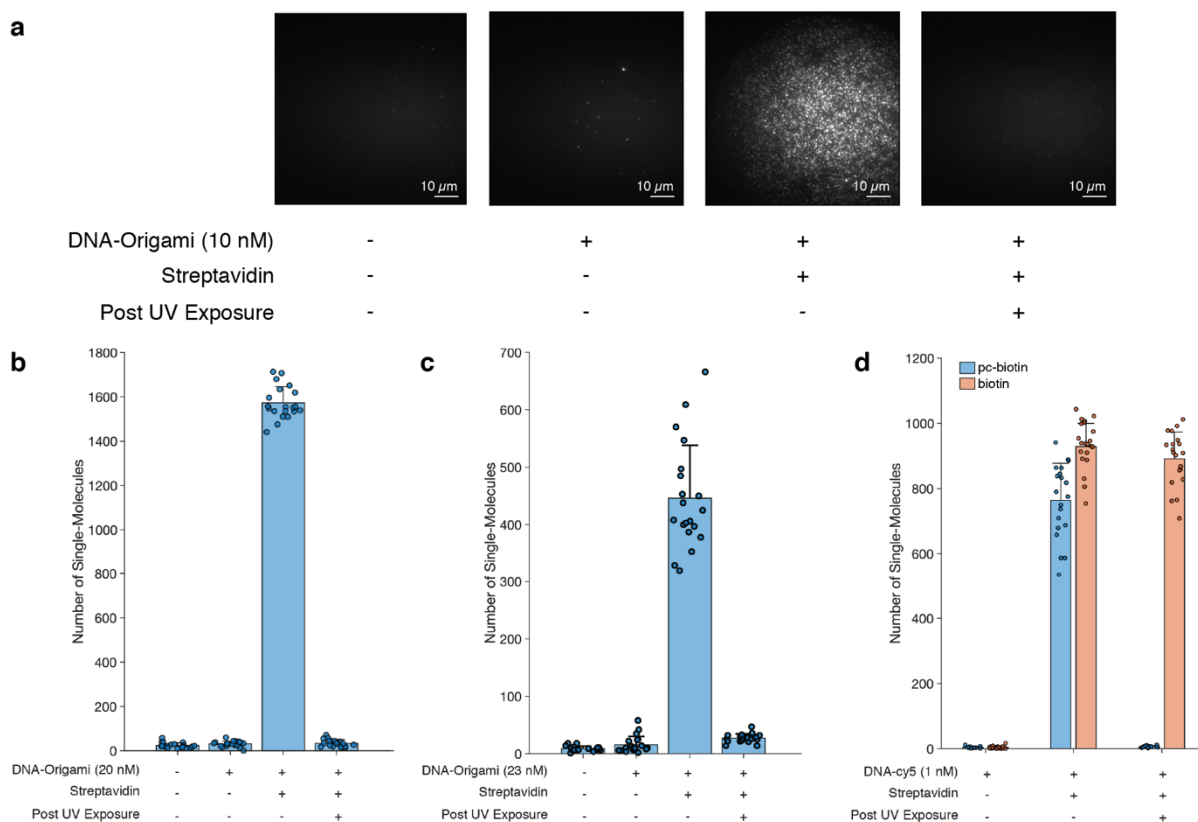 a
10 µm
10 µm
10 µm
10 µm
DNA-Origami (10 nM) - + + +
Streptavidin - - + +
Post UV Exposure - - - +
b
1800
1600
1400
1200
1000
800
600
400
200
0
Number of Single-Molecules
DNA-Origami (20 nM) - + + +
Streptavidin - - + +
Post UV Exposure - - - +
c
700
600
500
400
300
200
100
0
Number of Single-Molecules
DNA-Origami (23 nM) - + + +
Streptavidin - - + +
Post UV Exposure - - - +
d
1200
1000
800
600
400
200
0
Number of Single-Molecules
pc-biotin
biotin
DNA-cy5 (1 nM) + + +
Streptavidin - + +
Post UV Exposure - - +